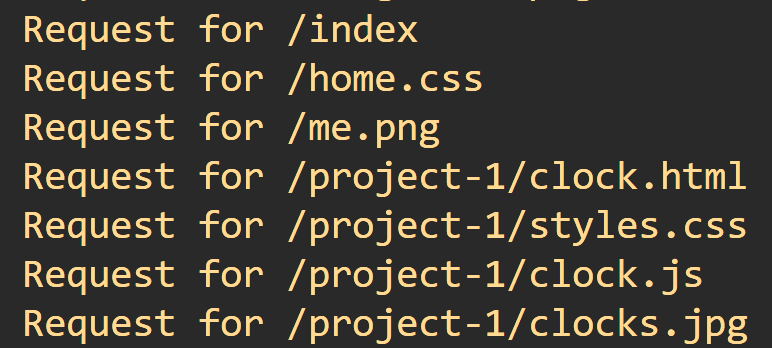 Request for /index
Request for /home.css
Request for /me.png
Request for /project-1/clock.html
Request for /project-1/styles.css
Request for /project-1/clock.js
Request for /project-1/clocks.jpg